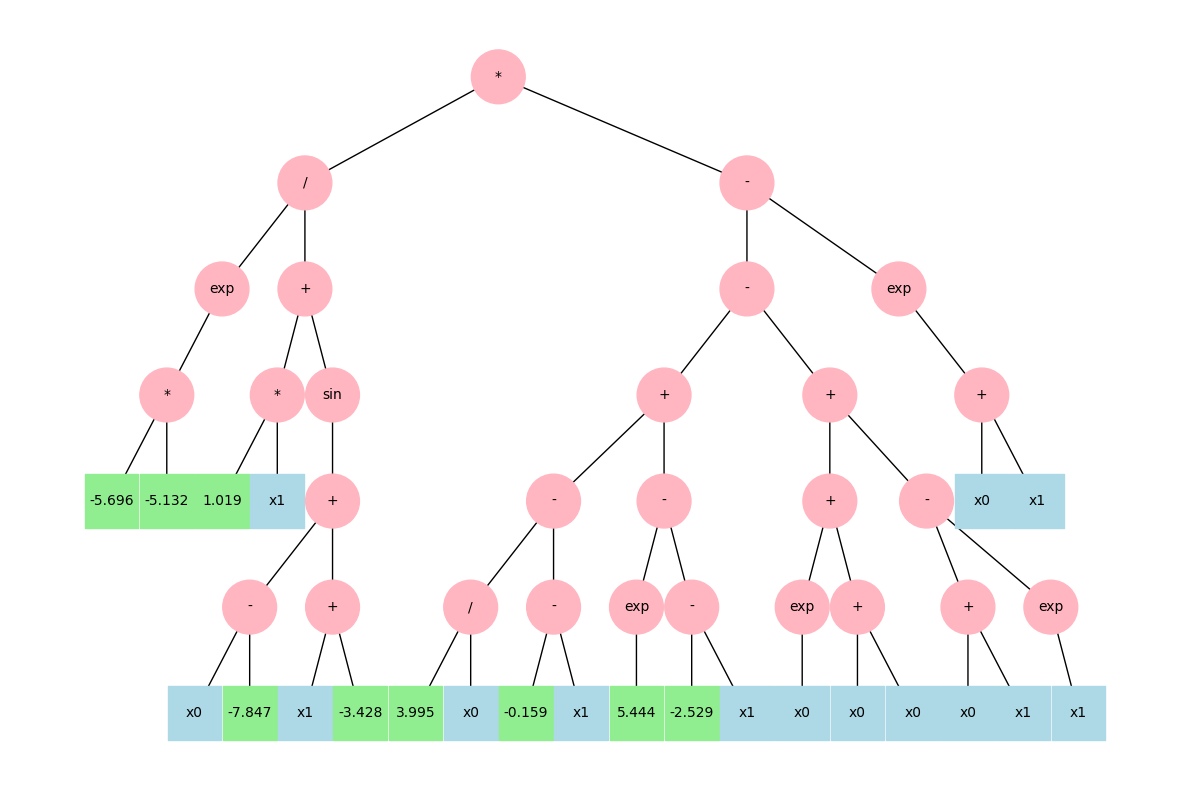 *
/ -
exp + - exp
* * sin + + +
-5.696 -5.132 1.019 x1 + - - + - x0 x1
- + / - exp - exp + + exp
x0 -7.847 x1 -3.428 3.995 x0 -0.159 x1 5.444 -2.529 x1 x0 x0 x0 x0 x1 x1